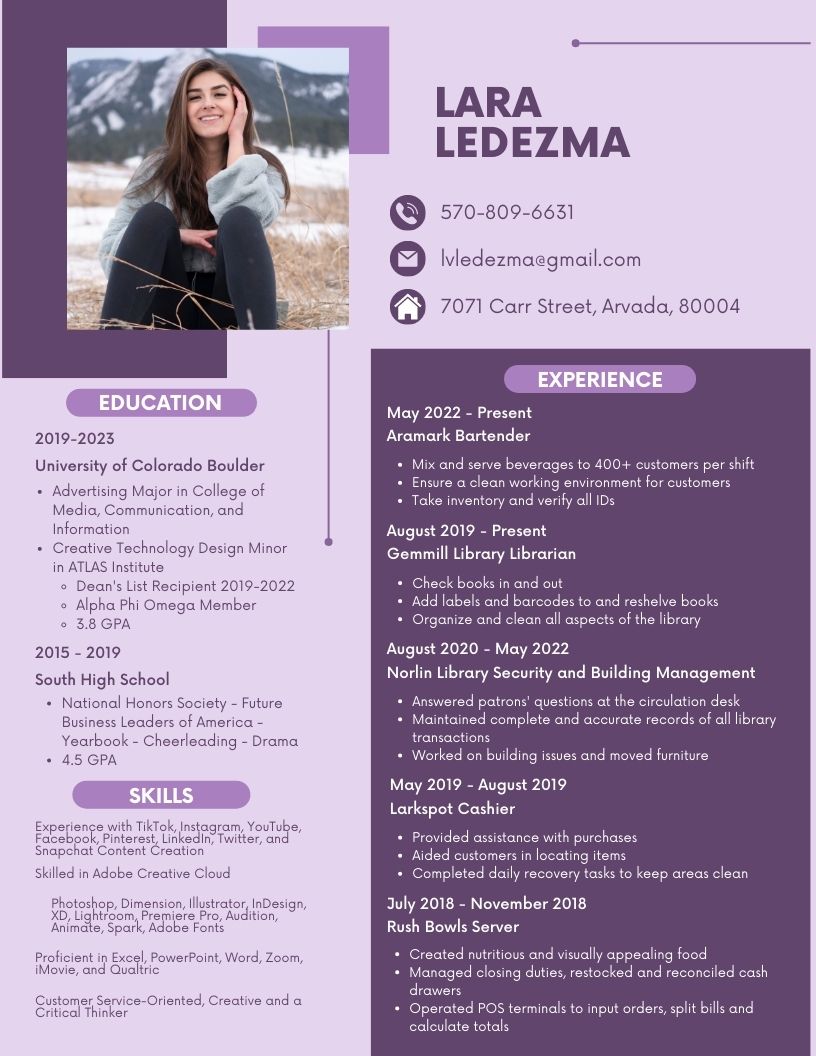 LARA
LEDEZMA
570-809-6631
lvledezma@gmail.com
7071 Carr Street, Arvada, 80004
EDUCATION
2019-2023
University of Colorado Boulder
• Advertising Major in College of
Media, Communication, and
Information
• Creative Technology Design Minor
in ATLAS Institute
◦ Dean's List Recipient 2019-2022
◦ Alpha Phi Omega Member
◦ 3.8 GPA
2015 - 2019
South High School
• National Honors Society - Future
Business Leaders of America -
Yearbook - Cheerleading - Drama
• 4.5 GPA
SKILLS
Experience with TikTok, Instagram, YouTube,
Facebook, Pinterest, LinkedIn, Twitter, and
Snapchat Content Creation
Skilled in Adobe Creative Cloud
Photoshop, Dimension, Illustrator, InDesign,
XD, Lightroom, Premiere Pro, Audition,
Animate, Spark, Adobe Fonts
Proficient in Excel, PowerPoint, Word, Zoom,
iMovie, and Qualtric
Customer Service-Oriented, Creative and a
Critical Thinker
EXPERIENCE
May 2022 - Present
Aramark Bartender
• Mix and serve beverages to 400+ customers per shift
• Ensure a clean working environment for customers
• Take inventory and verify all IDs
August 2019 - Present
Gemmill Library Librarian
• Check books in and out
• Add labels and barcodes to and reshelve books
• Organize and clean all aspects of the library
August 2020 - May 2022
Norlin Library Security and Building Management
• Answered patrons' questions at the circulation desk
• Maintained complete and accurate records of all library
transactions
• Worked on building issues and moved furniture
May 2019 - August 2019
Larkspot Cashier
• Provided assistance with purchases
• Aided customers in locating items
• Completed daily recovery tasks to keep areas clean
July 2018 - November 2018
Rush Bowls Server
• Created nutritious and visually appealing food
• Managed closing duties, restocked and reconciled cash
drawers
• Operated POS terminals to input orders, split bills and
calculate totals